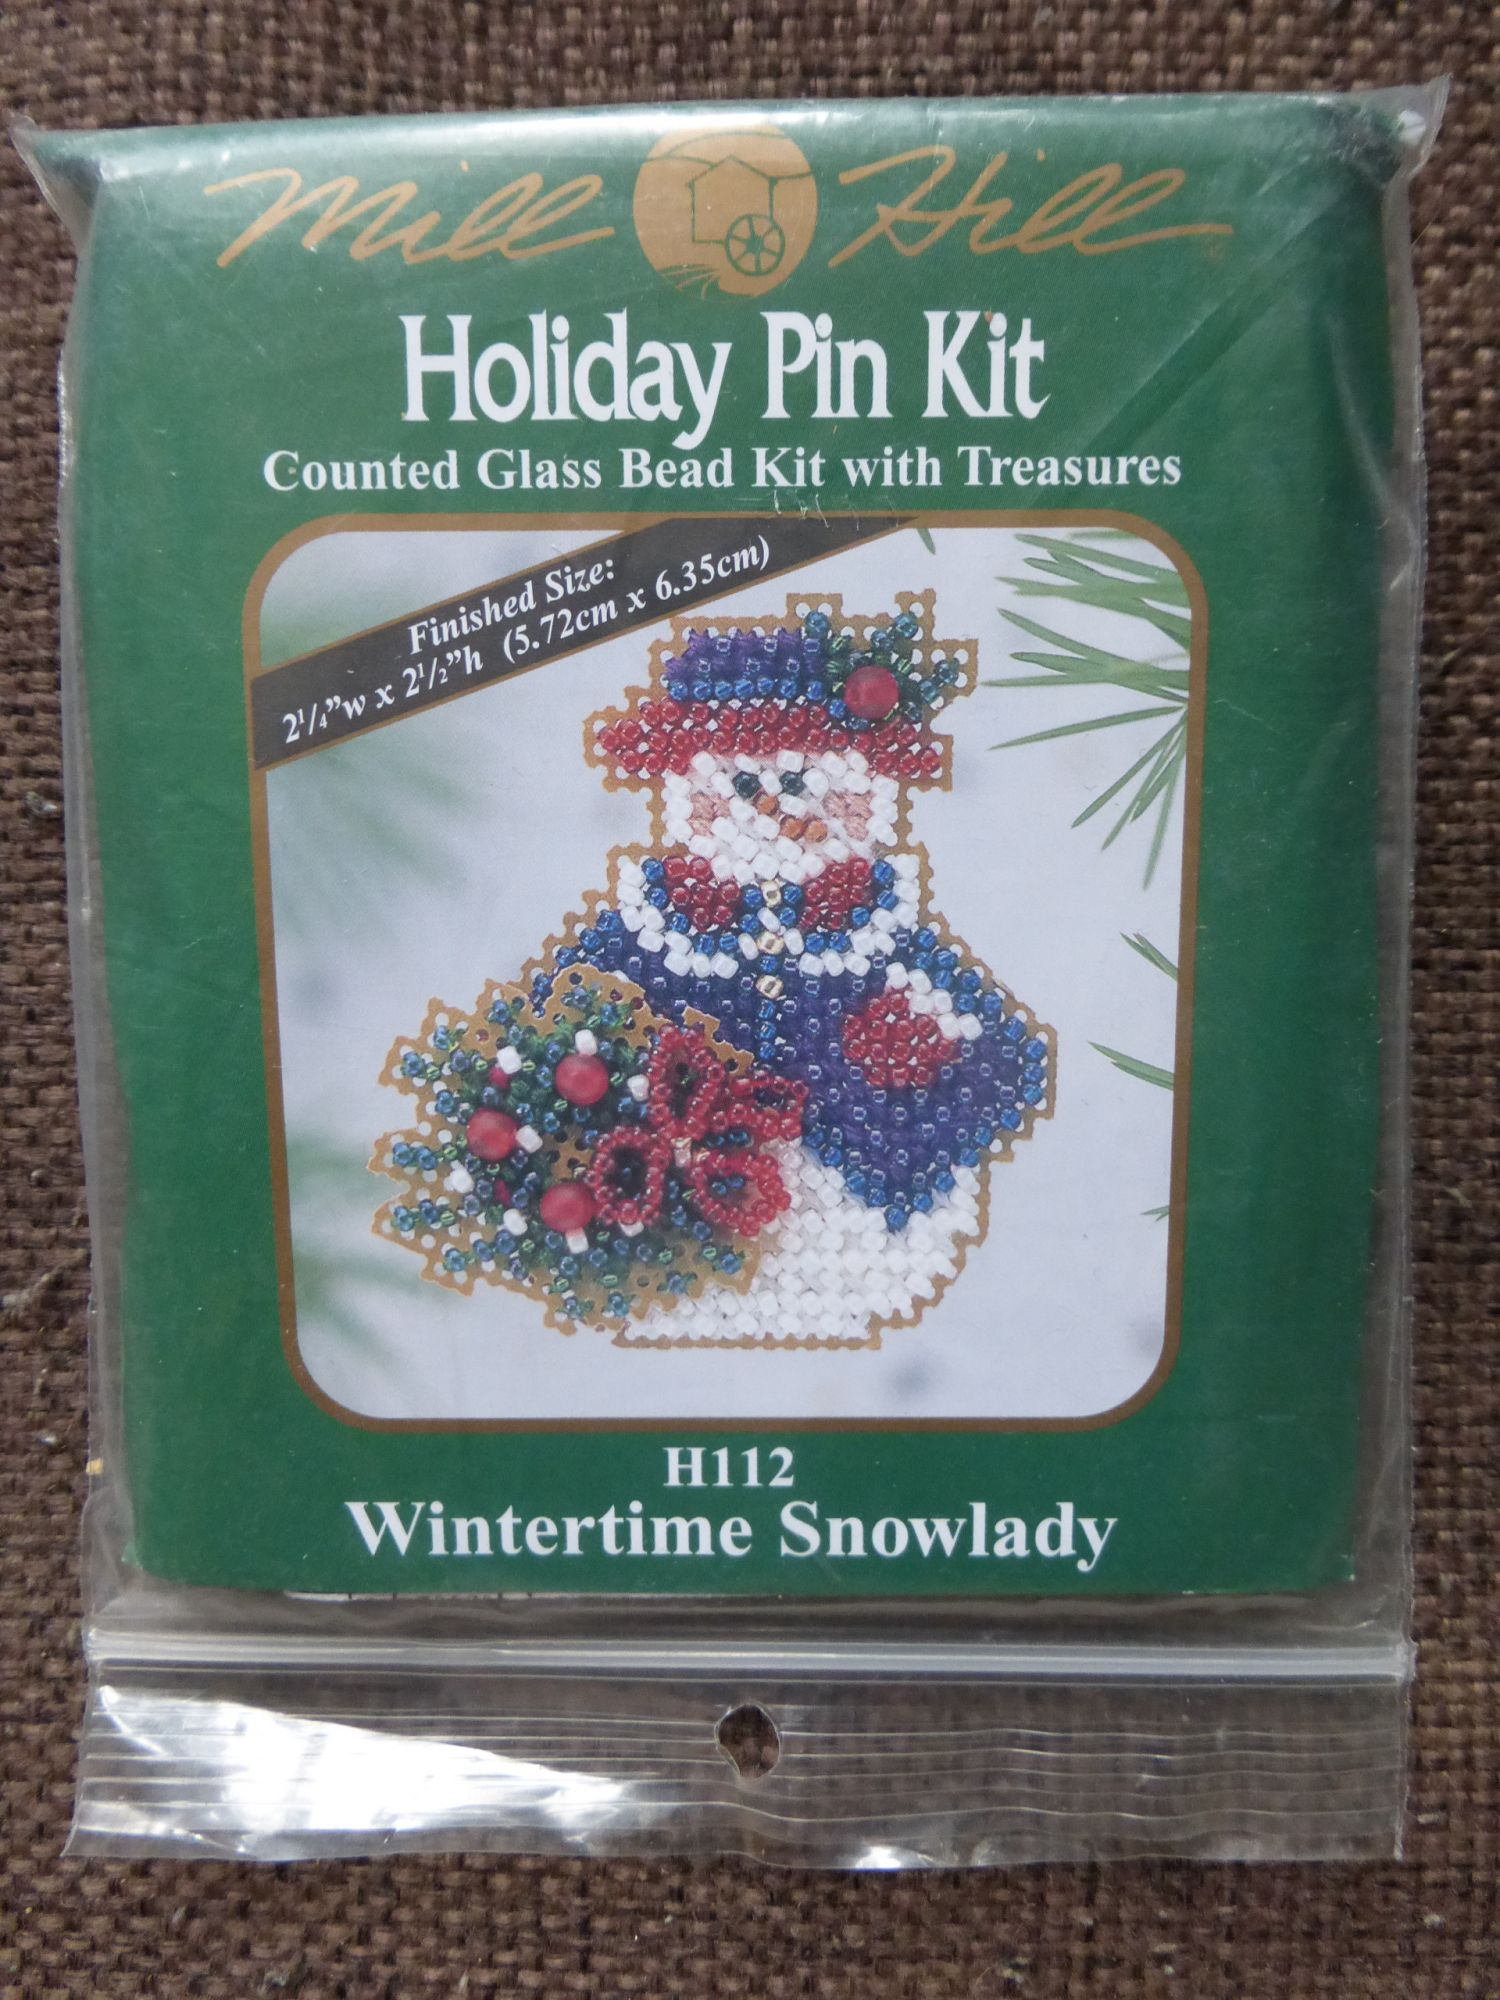 Mill Hill
Holiday Pin Kit
Counted Glass Bead Kit with Treasures
Finished Size:
2¼”w x 2½”h (5.72cm x 6.35cm)
H112
Wintertime Snowlady